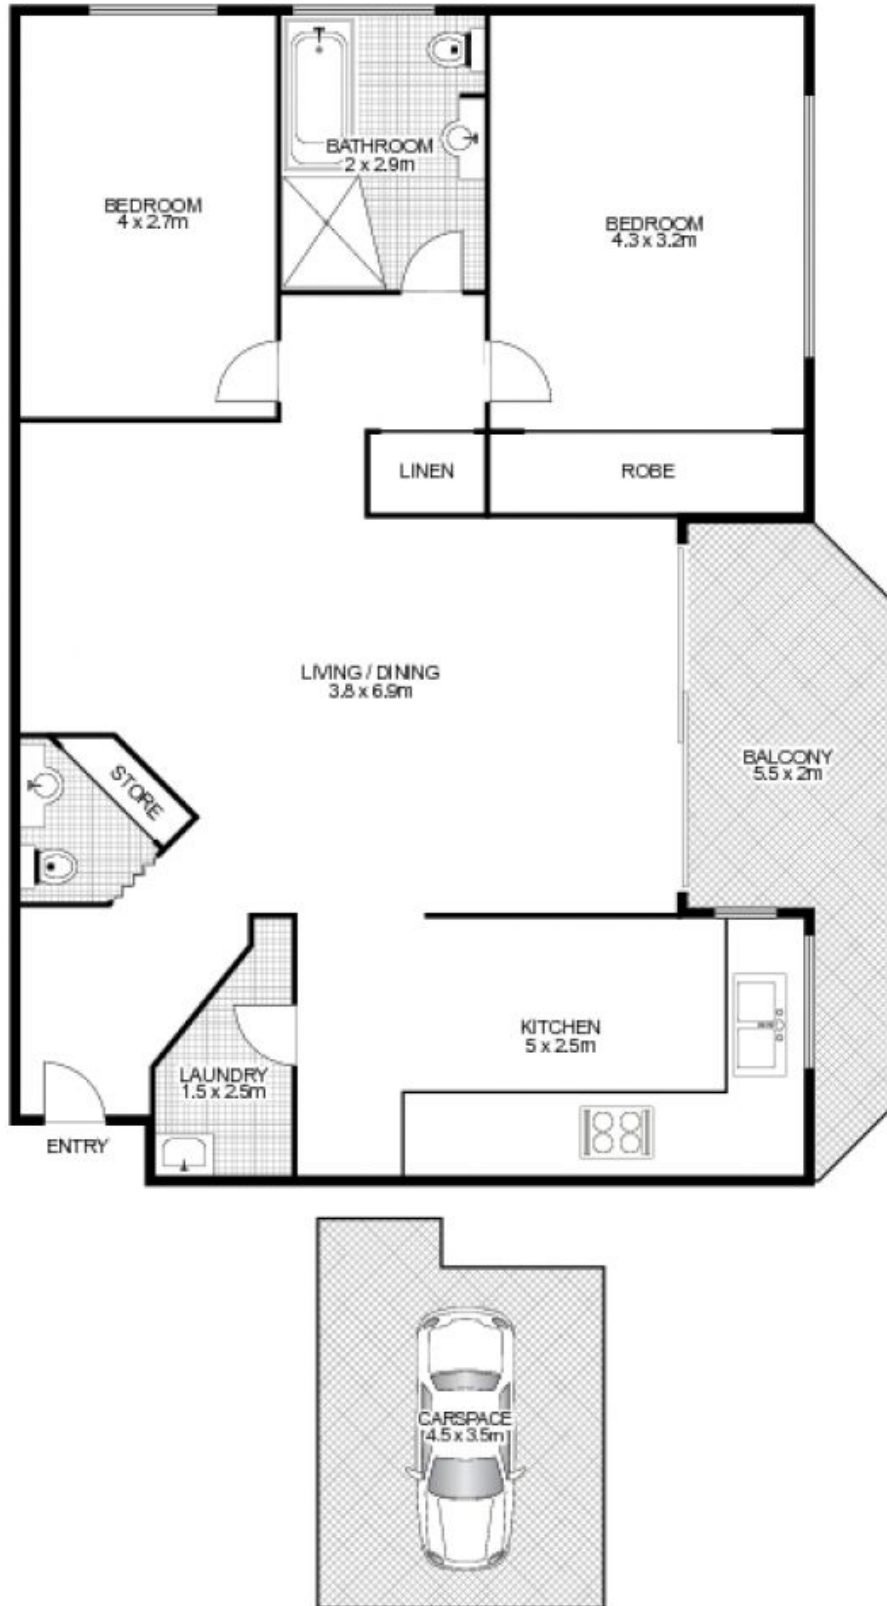 BATHROOM
2 x 2.9m
BEDROOM
4 x 2.7m
BEDROOM
4.3 x 3.2m
LINEN
ROBE
LIVING / DINING
3.8 x 6.9m
STORE
BALCONY
5.5 x 2m
KITCHEN
5 x 2.5m
LAUNDRY
1.5 x 2.5m
ENTRY
CARSPACE
4.5 x 3.5m